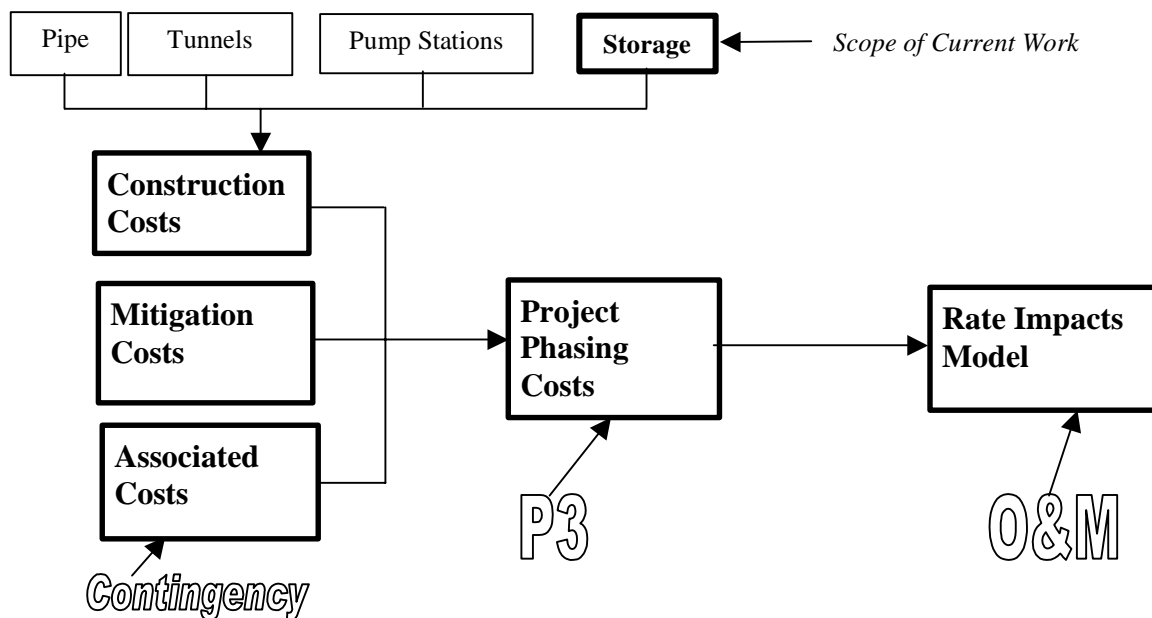 Pipe
Tunnels
Pump Stations
Storage
Scope of Current Work
Construction
Costs
Mitigation
Costs
Project
Phasing
Costs
Rate Impacts
Model
Associated
Costs
P3
O&M
Contingency